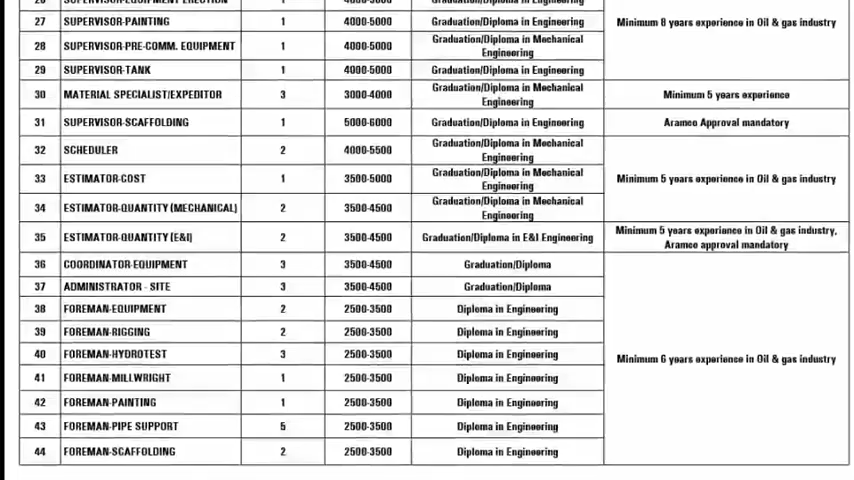 27 SUPERVISOR-PAINTING 1 4000-5000 Graduation/Diploma in Engineering
Minimum 8 years experience in Oil & gas industry
28 SUPERVISOR-PRE-COMM. EQUIPMENT 1 4000-5000 Graduation/Diploma in Mechanical
Engineering
29 SUPERVISOR-TANK 1 4000-5000 Graduation/Diploma in Engineering
30 MATERIAL SPECIALIST/EXPEDITOR 3 3000-4000 Graduation/Diploma in Mechanical
Engineering
Minimum 5 years experience
31 SUPERVISOR-SCAFFOLDING 1 5000-6000 Graduation/Diploma in Engineering Aramco Approval mandatory
32 SCHEDULER 2 4000-5500 Graduation/Diploma in Mechanical
Engineering
33 ESTIMATOR-COST 1 3500-5000 Graduation/Diploma in Mechanical
Engineering
Minimum 5 years experience in Oil & gas industry
34 ESTIMATOR-QUANTITY (MECHANICAL) 2 3500-4500 Graduation/Diploma in Mechanical
Engineering
35 ESTIMATOR-QUANTITY (E&I) 2 3500-4500 Graduation/Diploma in E&I Engineering
Minimum 5 years experience in Oil & gas industry,
Aramco approval mandatory
36 COORDINATOR-EQUIPMENT 3 3500-4500 Graduation/Diploma
37 ADMINISTRATOR - SITE 3 3500-4500 Graduation/Diploma
38 FOREMAN-EQUIPMENT 2 2500-3500 Diploma in Engineering
39 FOREMAN-RIGGING 2 2500-3500 Diploma in Engineering
40 FOREMAN-HYDROTEST 3 2500-3500 Diploma in Engineering
Minimum 6 years experience in Oil & gas industry
41 FOREMAN-MILLWRIGHT 1 2500-3500 Diploma in Engineering
42 FOREMAN-PAINTING 1 2500-3500 Diploma in Engineering
43 FOREMAN-PIPE SUPPORT 5 2500-3500 Diploma in Engineering
44 FOREMAN-SCAFFOLDING 2 2500-3500 Diploma in Engineering